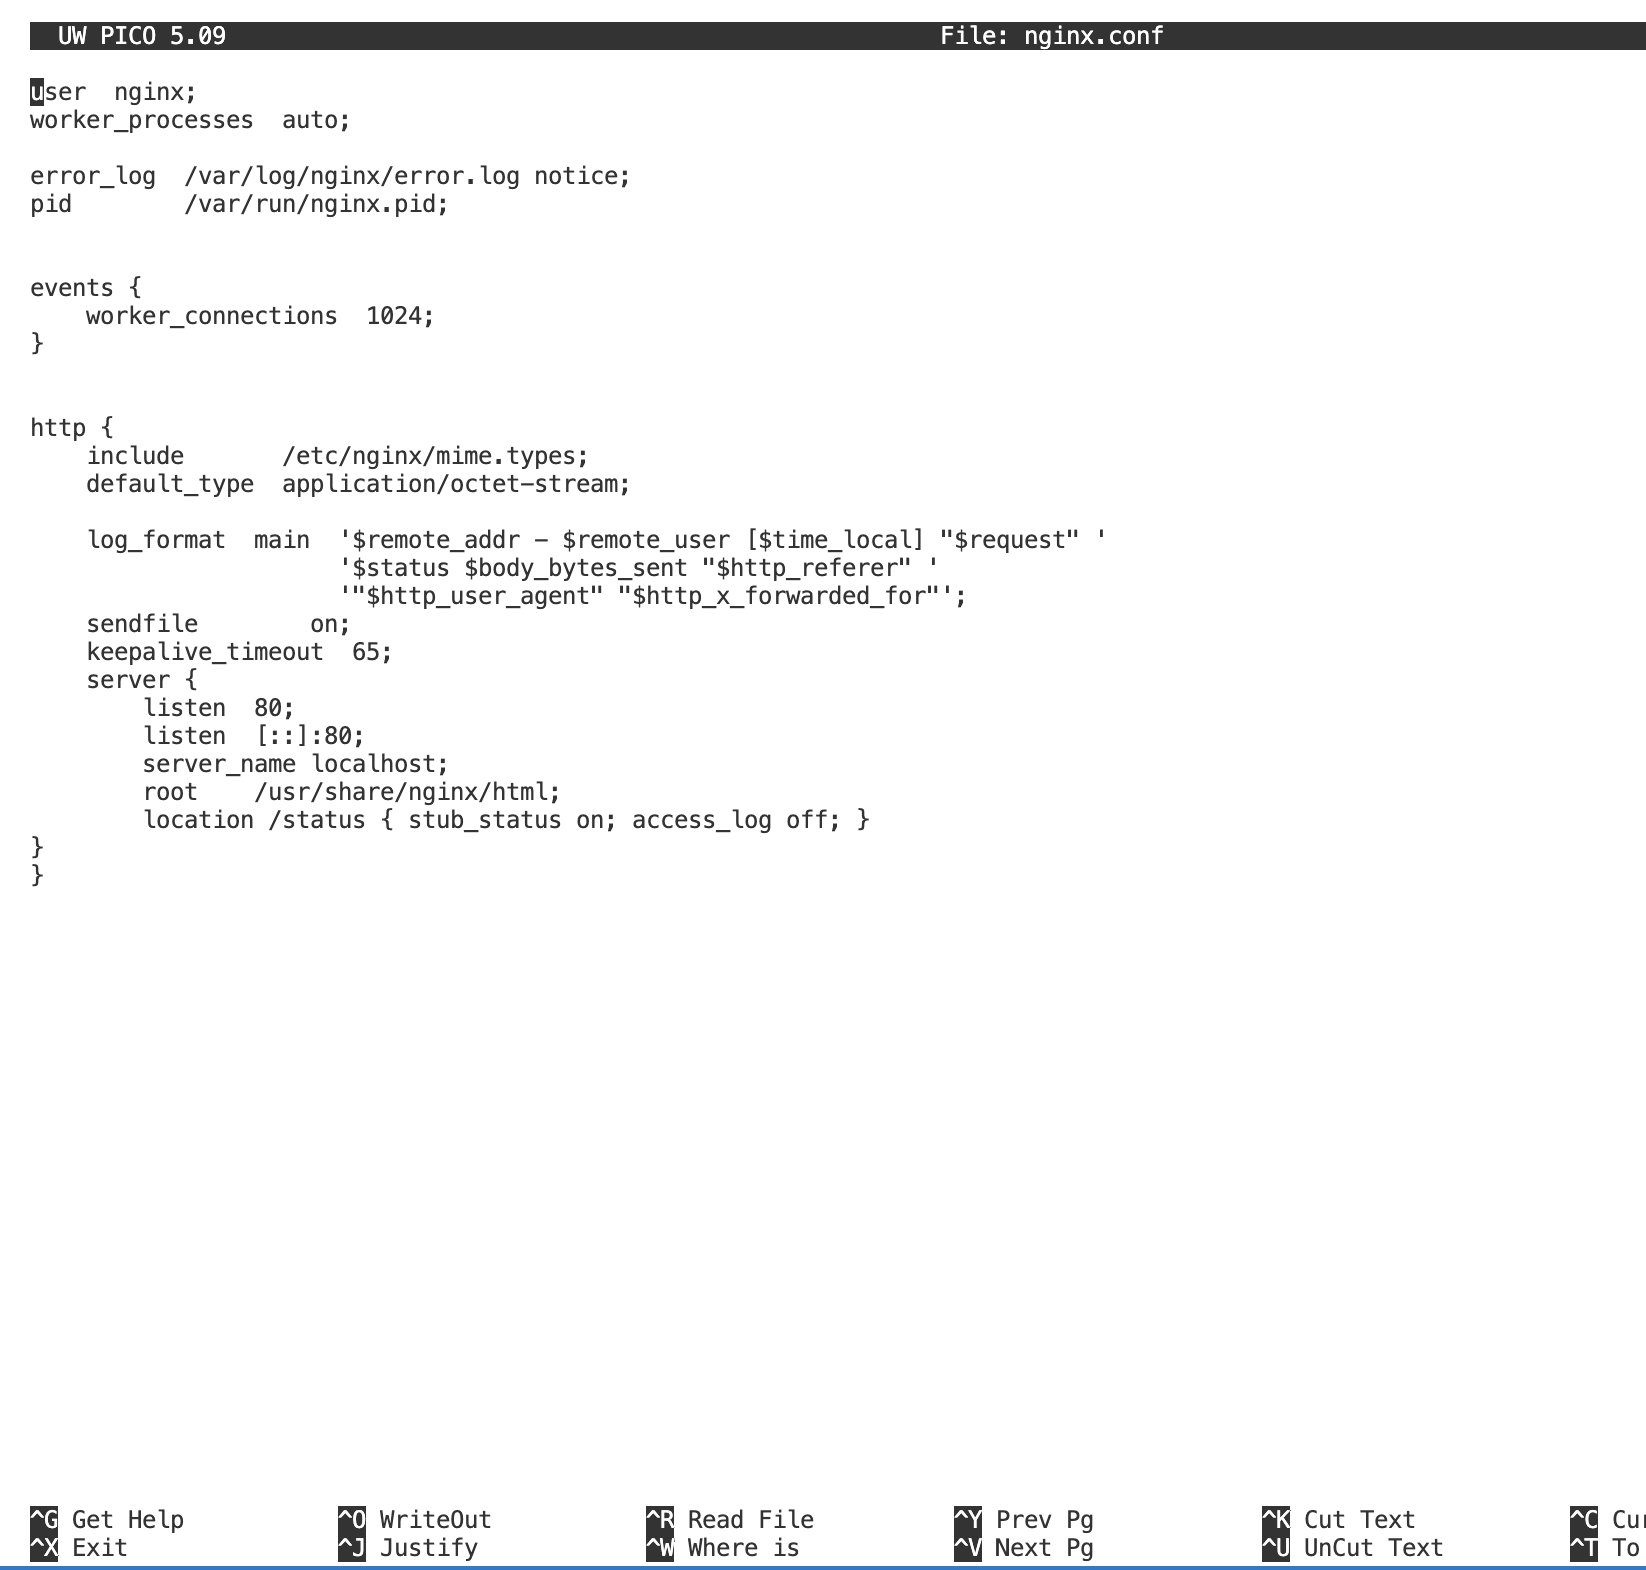 UW PICO 5.09                                                   File: nginx.conf

user  nginx;
worker_processes  auto;

error_log  /var/log/nginx/error.log notice;
pid        /var/run/nginx.pid;


events {
    worker_connections  1024;
}


http {
    include       /etc/nginx/mime.types;
    default_type  application/octet-stream;

    log_format  main  '$remote_addr - $remote_user [$time_local] "$request" '
                      '$status $body_bytes_sent "$http_referer" '
                      '"$http_user_agent" "$http_x_forwarded_for"';
    sendfile        on;
    keepalive_timeout  65;
    server {
        listen  80;
        listen  [::]:80;
        server_name localhost;
        root    /usr/share/nginx/html;
        location /status { stub_status on; access_log off; }
}
}

^G Get Help           ^O WriteOut           ^R Read File          ^Y Prev Pg            ^K Cut Text           ^C
^X Exit               ^J Justify            ^W Where is           ^V Next Pg            ^U UnCut Text         ^T To